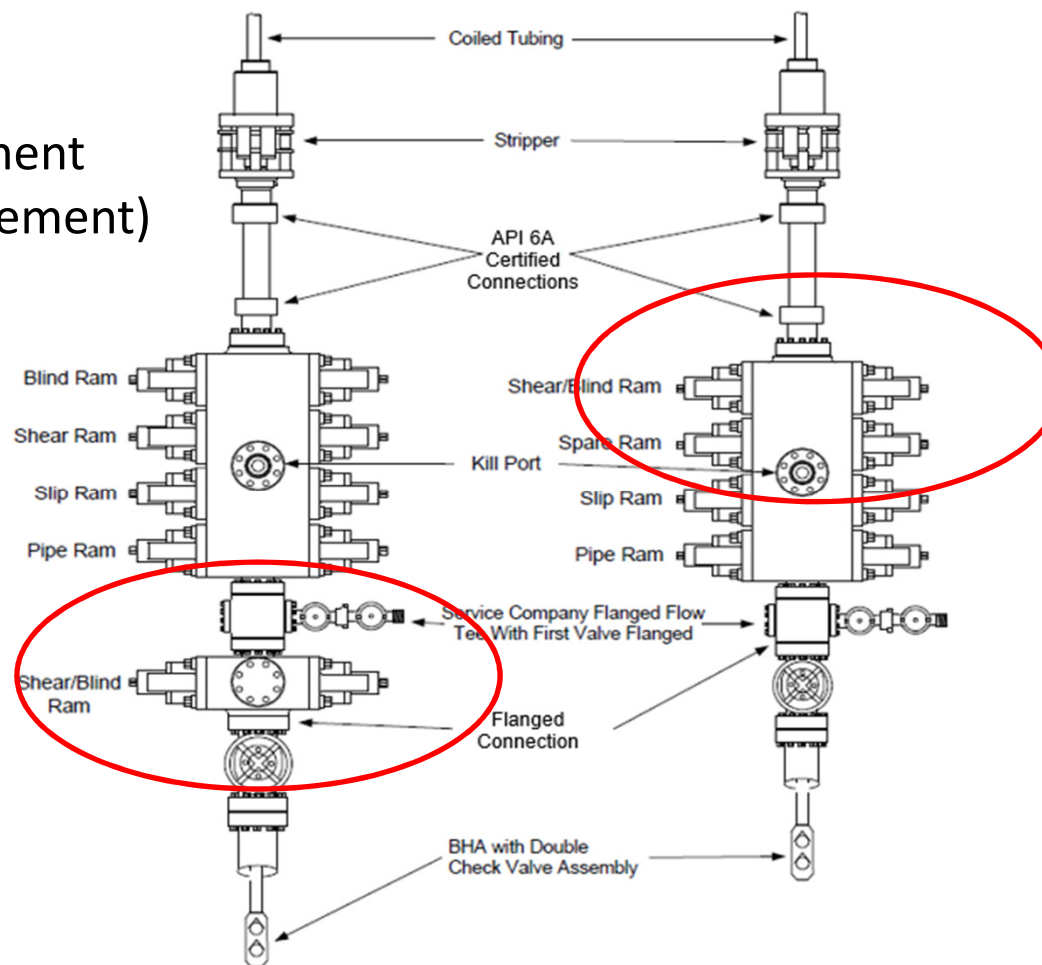 Coiled Tubing
ment
Stripper
ement)
API 6A
Certified
Connections
Blind Ram
Shear/Blind Ram
Shear Ram
Spare Ram
Kill Port
Slip Ram
Slip Ram
Pipe Ram
Pipe Ram
Service Company Flanged Flow
Tee With First Valve Flanged
Shear/Blind
Ram
Flanged
Connection
BHA with Double
Check Valve Assembly